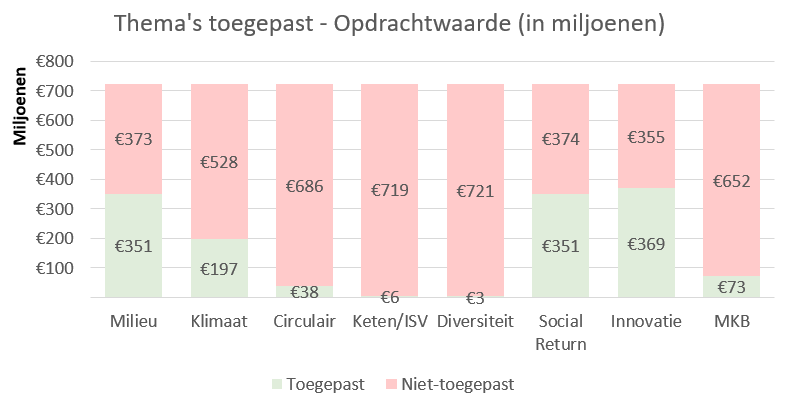 Thema's toegepast - Opdrachtwaarde (in miljoenen)
Miljoenen
€800
€700
€600
€500
€400
€300
€200
€100
€373
€528
€686
€719
€721
€374
€355
€652
€351
€197
€38
€6
€3
€351
€369
€73
Milieu
Klimaat
Circulair
Keten/ISV
Diversiteit
Social
Return
Innovatie
MKB
Toegepast
Niet-toegepast